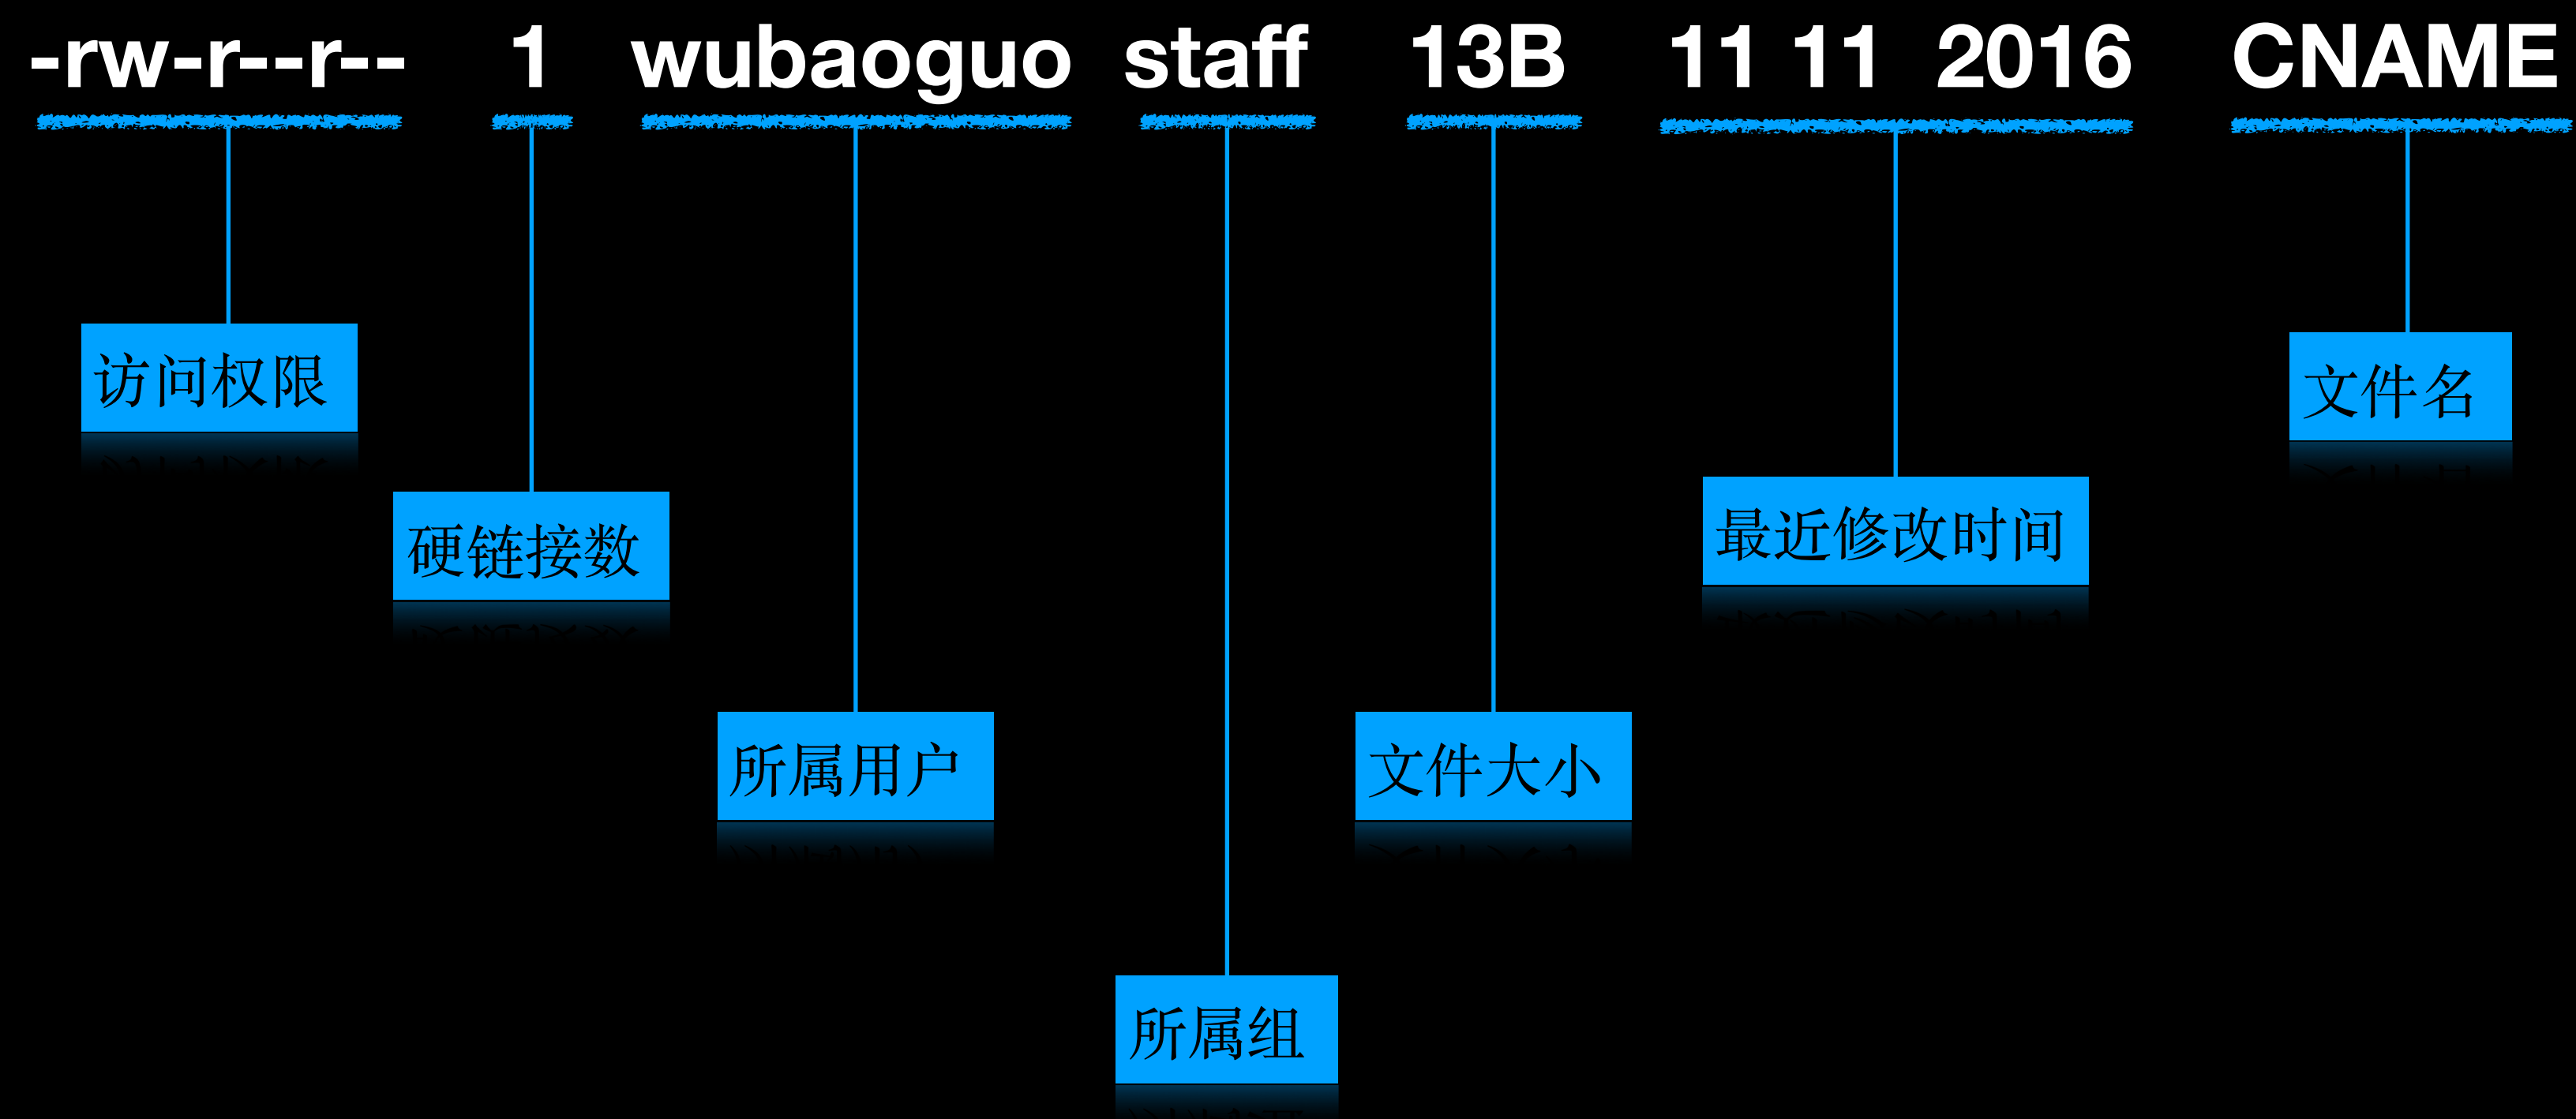 -rw-r--r-- 1 wubaoguo staff 13B 11 11 2016 CNAME
访问权限
文件名
硬链接数
最近修改时间
所属用户
文件大小
所属组